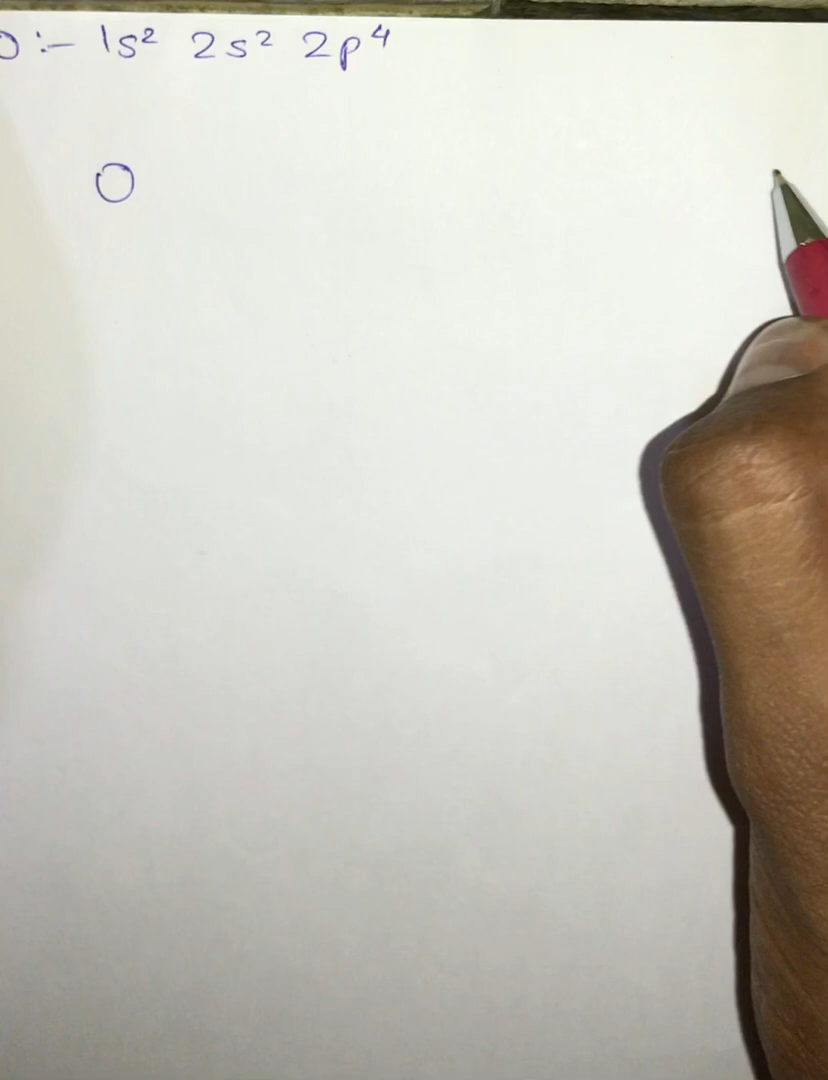 O :- 1s² 2s² 2p⁴
O